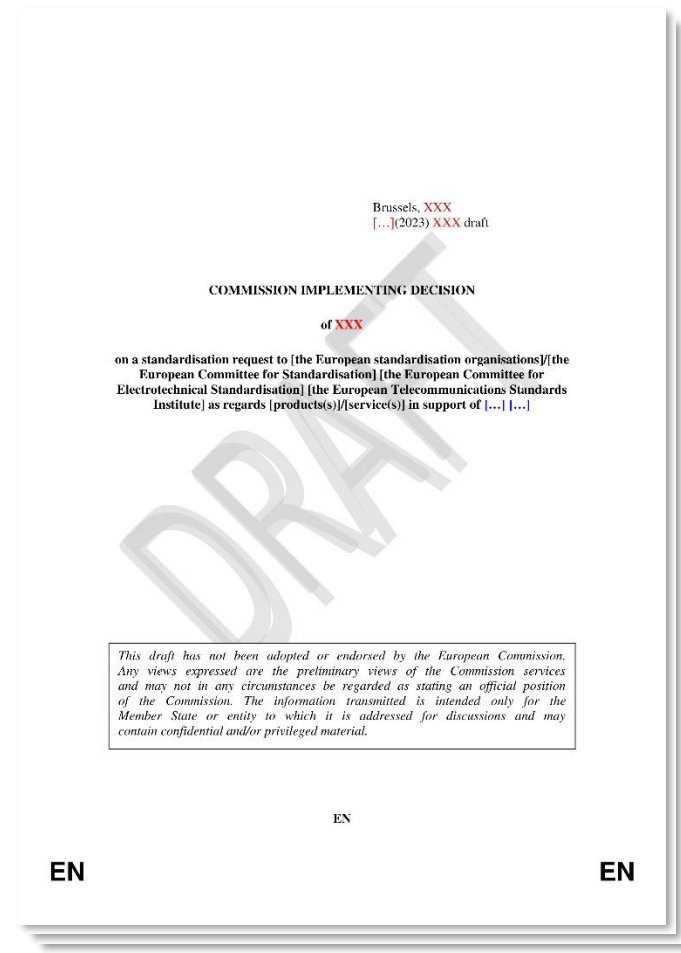 Brussels, XXX
[…](2023) XXX draft
COMMISSION IMPLEMENTING DECISION
of XXX
on a standardisation request to [the European standardisation organisations]/[the
European Committee for Standardisation] [the European Committee for
Electrotechnical Standardisation] [the European Telecommunications Standards
Institute] as regards [products(s)]/[service(s)] in support of […] […]
DRAFT
This draft has not been adopted or endorsed by the European Commission.
Any views expressed are the preliminary views of the Commission services
and may not in any circumstances be regarded as stating an official position
of the Commission. The information transmitted is intended only for the
Member State or entity to which it is addressed for discussions and may
contain confidential and/or privileged material.
EN
EN EN